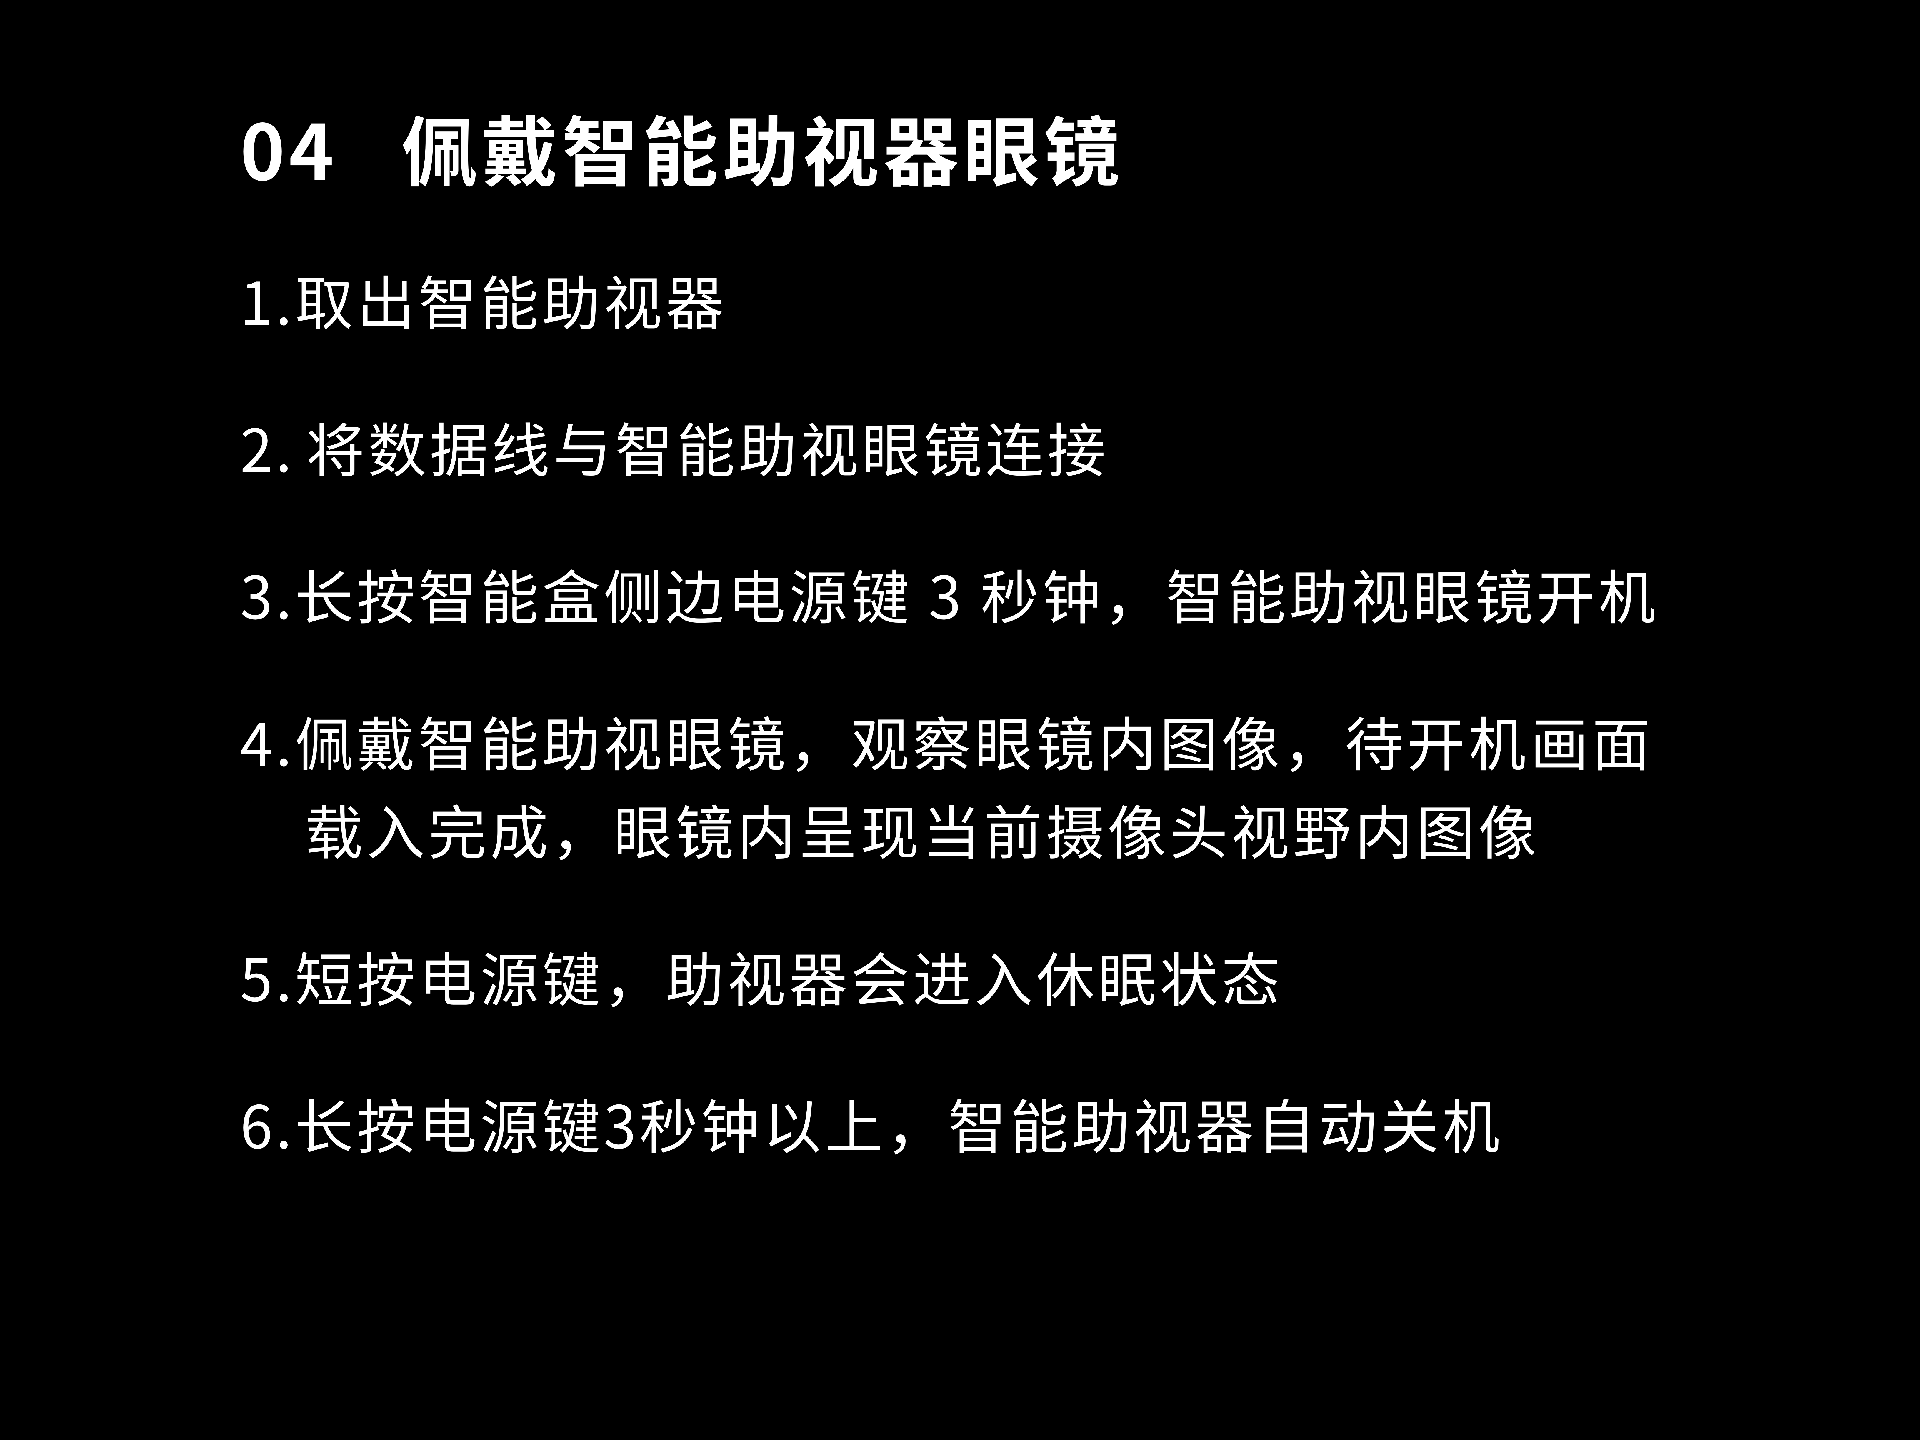 04 佩戴智能助视器眼镜
1.取出智能助视器
2. 将数据线与智能助视眼镜连接
3.长按智能盒侧边电源键 3 秒钟，智能助视眼镜开机
4.佩戴智能助视眼镜，观察眼镜内图像，待开机画面
载入完成，眼镜内呈现当前摄像头视野内图像
5.短按电源键，助视器会进入休眠状态
6.长按电源键3秒钟以上，智能助视器自动关机